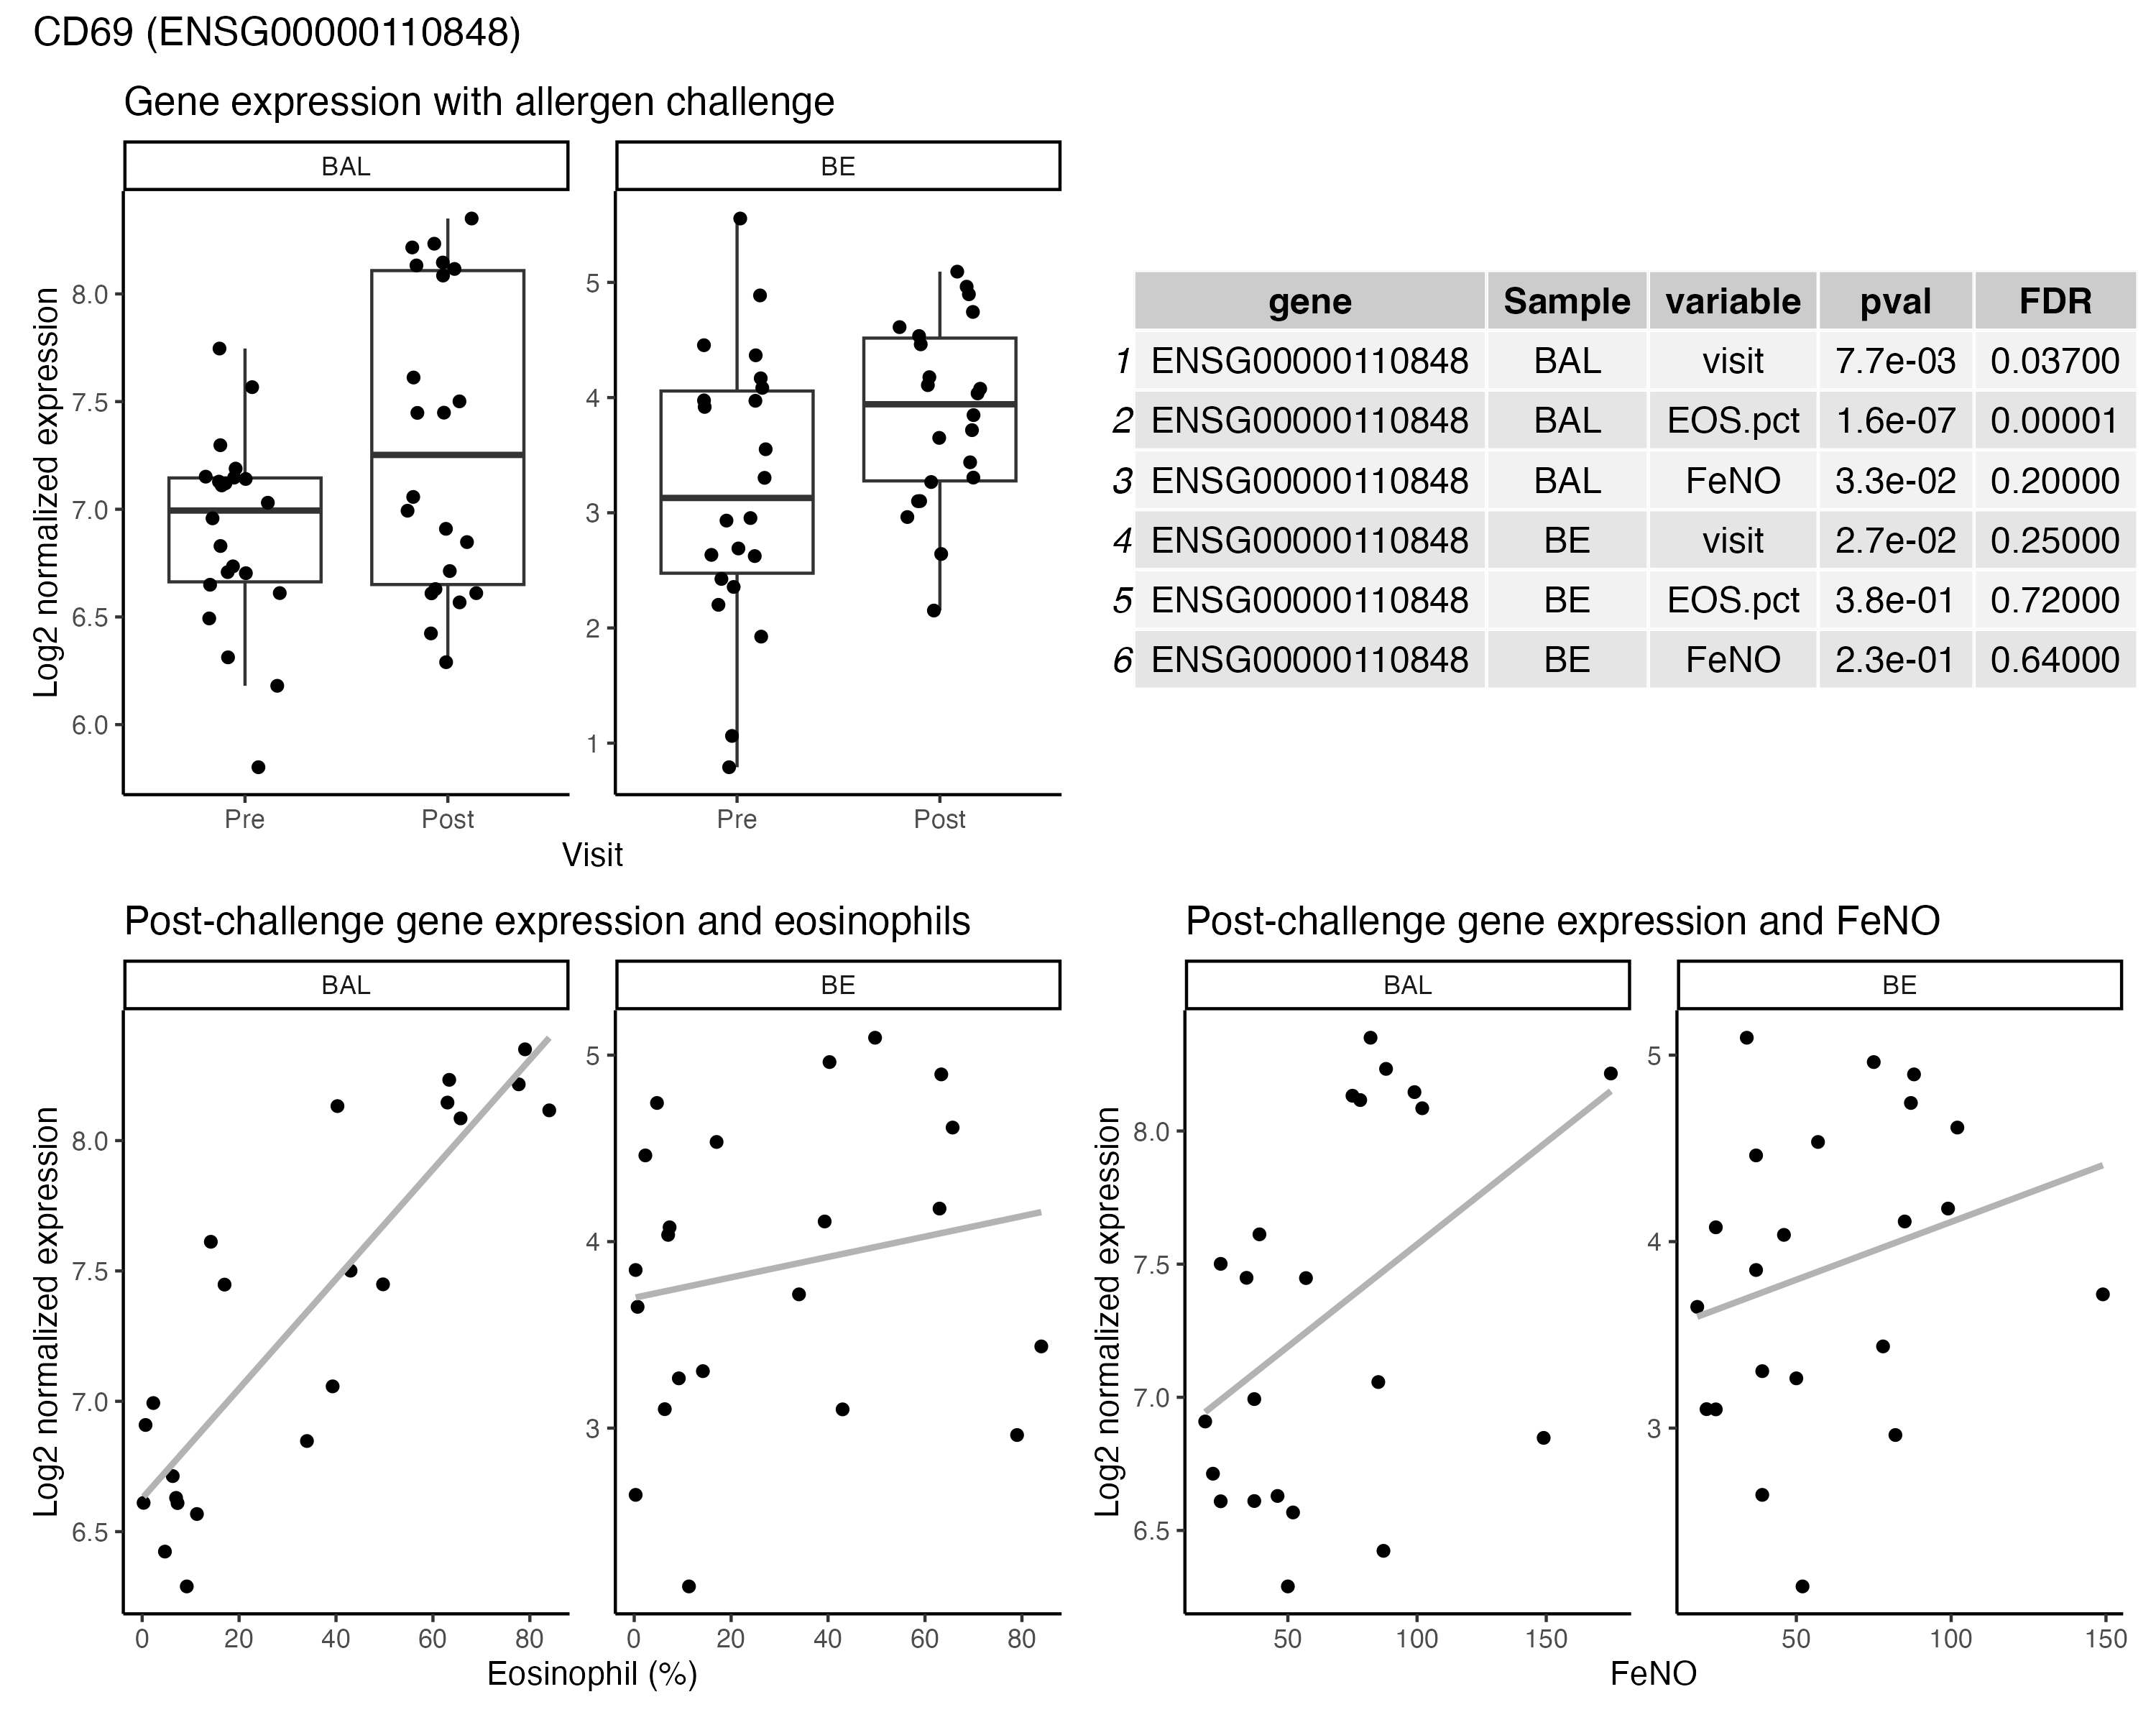 CD69 (ENSG00000110848)
Gene expression with allergen challenge
BAL
BE
Log2 normalized expression
8.0
7.5
7.0
6.5
6.0
5
4
3
2
1
Pre
Post
Pre
Post
Visit
gene Sample variable pval FDR
1 ENSG00000110848 BAL visit 7.7e-03 0.03700
2 ENSG00000110848 BAL EOS.pct 1.6e-07 0.00001
3 ENSG00000110848 BAL FeNO 3.3e-02 0.20000
4 ENSG00000110848 BE visit 2.7e-02 0.25000
5 ENSG00000110848 BE EOS.pct 3.8e-01 0.72000
6 ENSG00000110848 BE FeNO 2.3e-01 0.64000
Post-challenge gene expression and eosinophils
BAL
BE
Log2 normalized expression
8.0
7.5
7.0
6.5
5
4
3
0 20 40 60 80
0 20 40 60 80
Eosinophil (%)
Post-challenge gene expression and FeNO
BAL
BE
Log2 normalized expression
8.0
7.5
7.0
6.5
5
4
3
50 100 150
50 100 150
FeNO